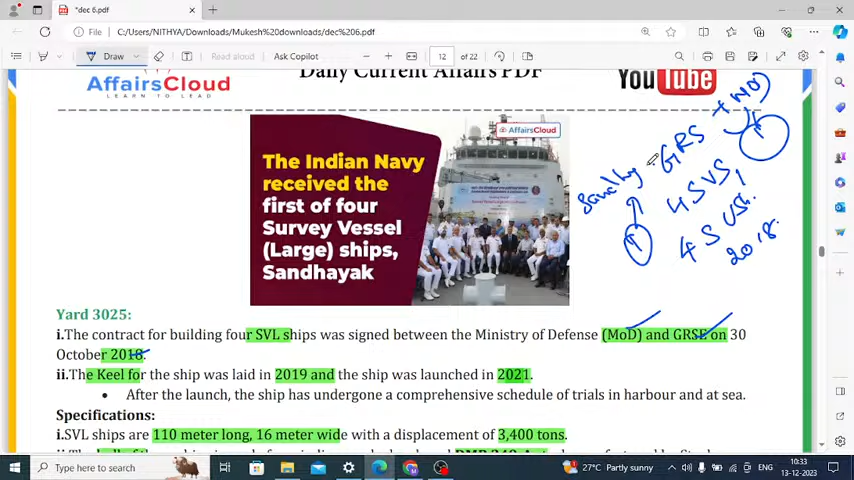 *dec 6.pdf
C:/Users/NITHYA/Downloads/Mukesh%20downloads/dec%206.pdf
Draw
Read aloud
Ask Copilot
12 of 22
AffairsCloud
LEARN TO LEAD
Daily Current Affairs PDF
YouTube
AffairsCloud
The Indian Navy
received the
first of four
Survey Vessel
(Large) ships,
Sandhayak
GRS + MOD
4 SVS,
2018.
Yard 3025:
i.The contract for building four SVL ships was signed between the Ministry of Defense (MoD) and GRSE on 30
October 2018.
ii.The Keel for the ship was laid in 2019 and the ship was launched in 2021.
• After the launch, the ship has undergone a comprehensive schedule of trials in harbour and at sea.
Specifications:
i.SVL ships are 110 meter long, 16 meter wide with a displacement of 3,400 tons.
Type here to search
27°C Partly sunny
ENG
10:33
13-12-2023